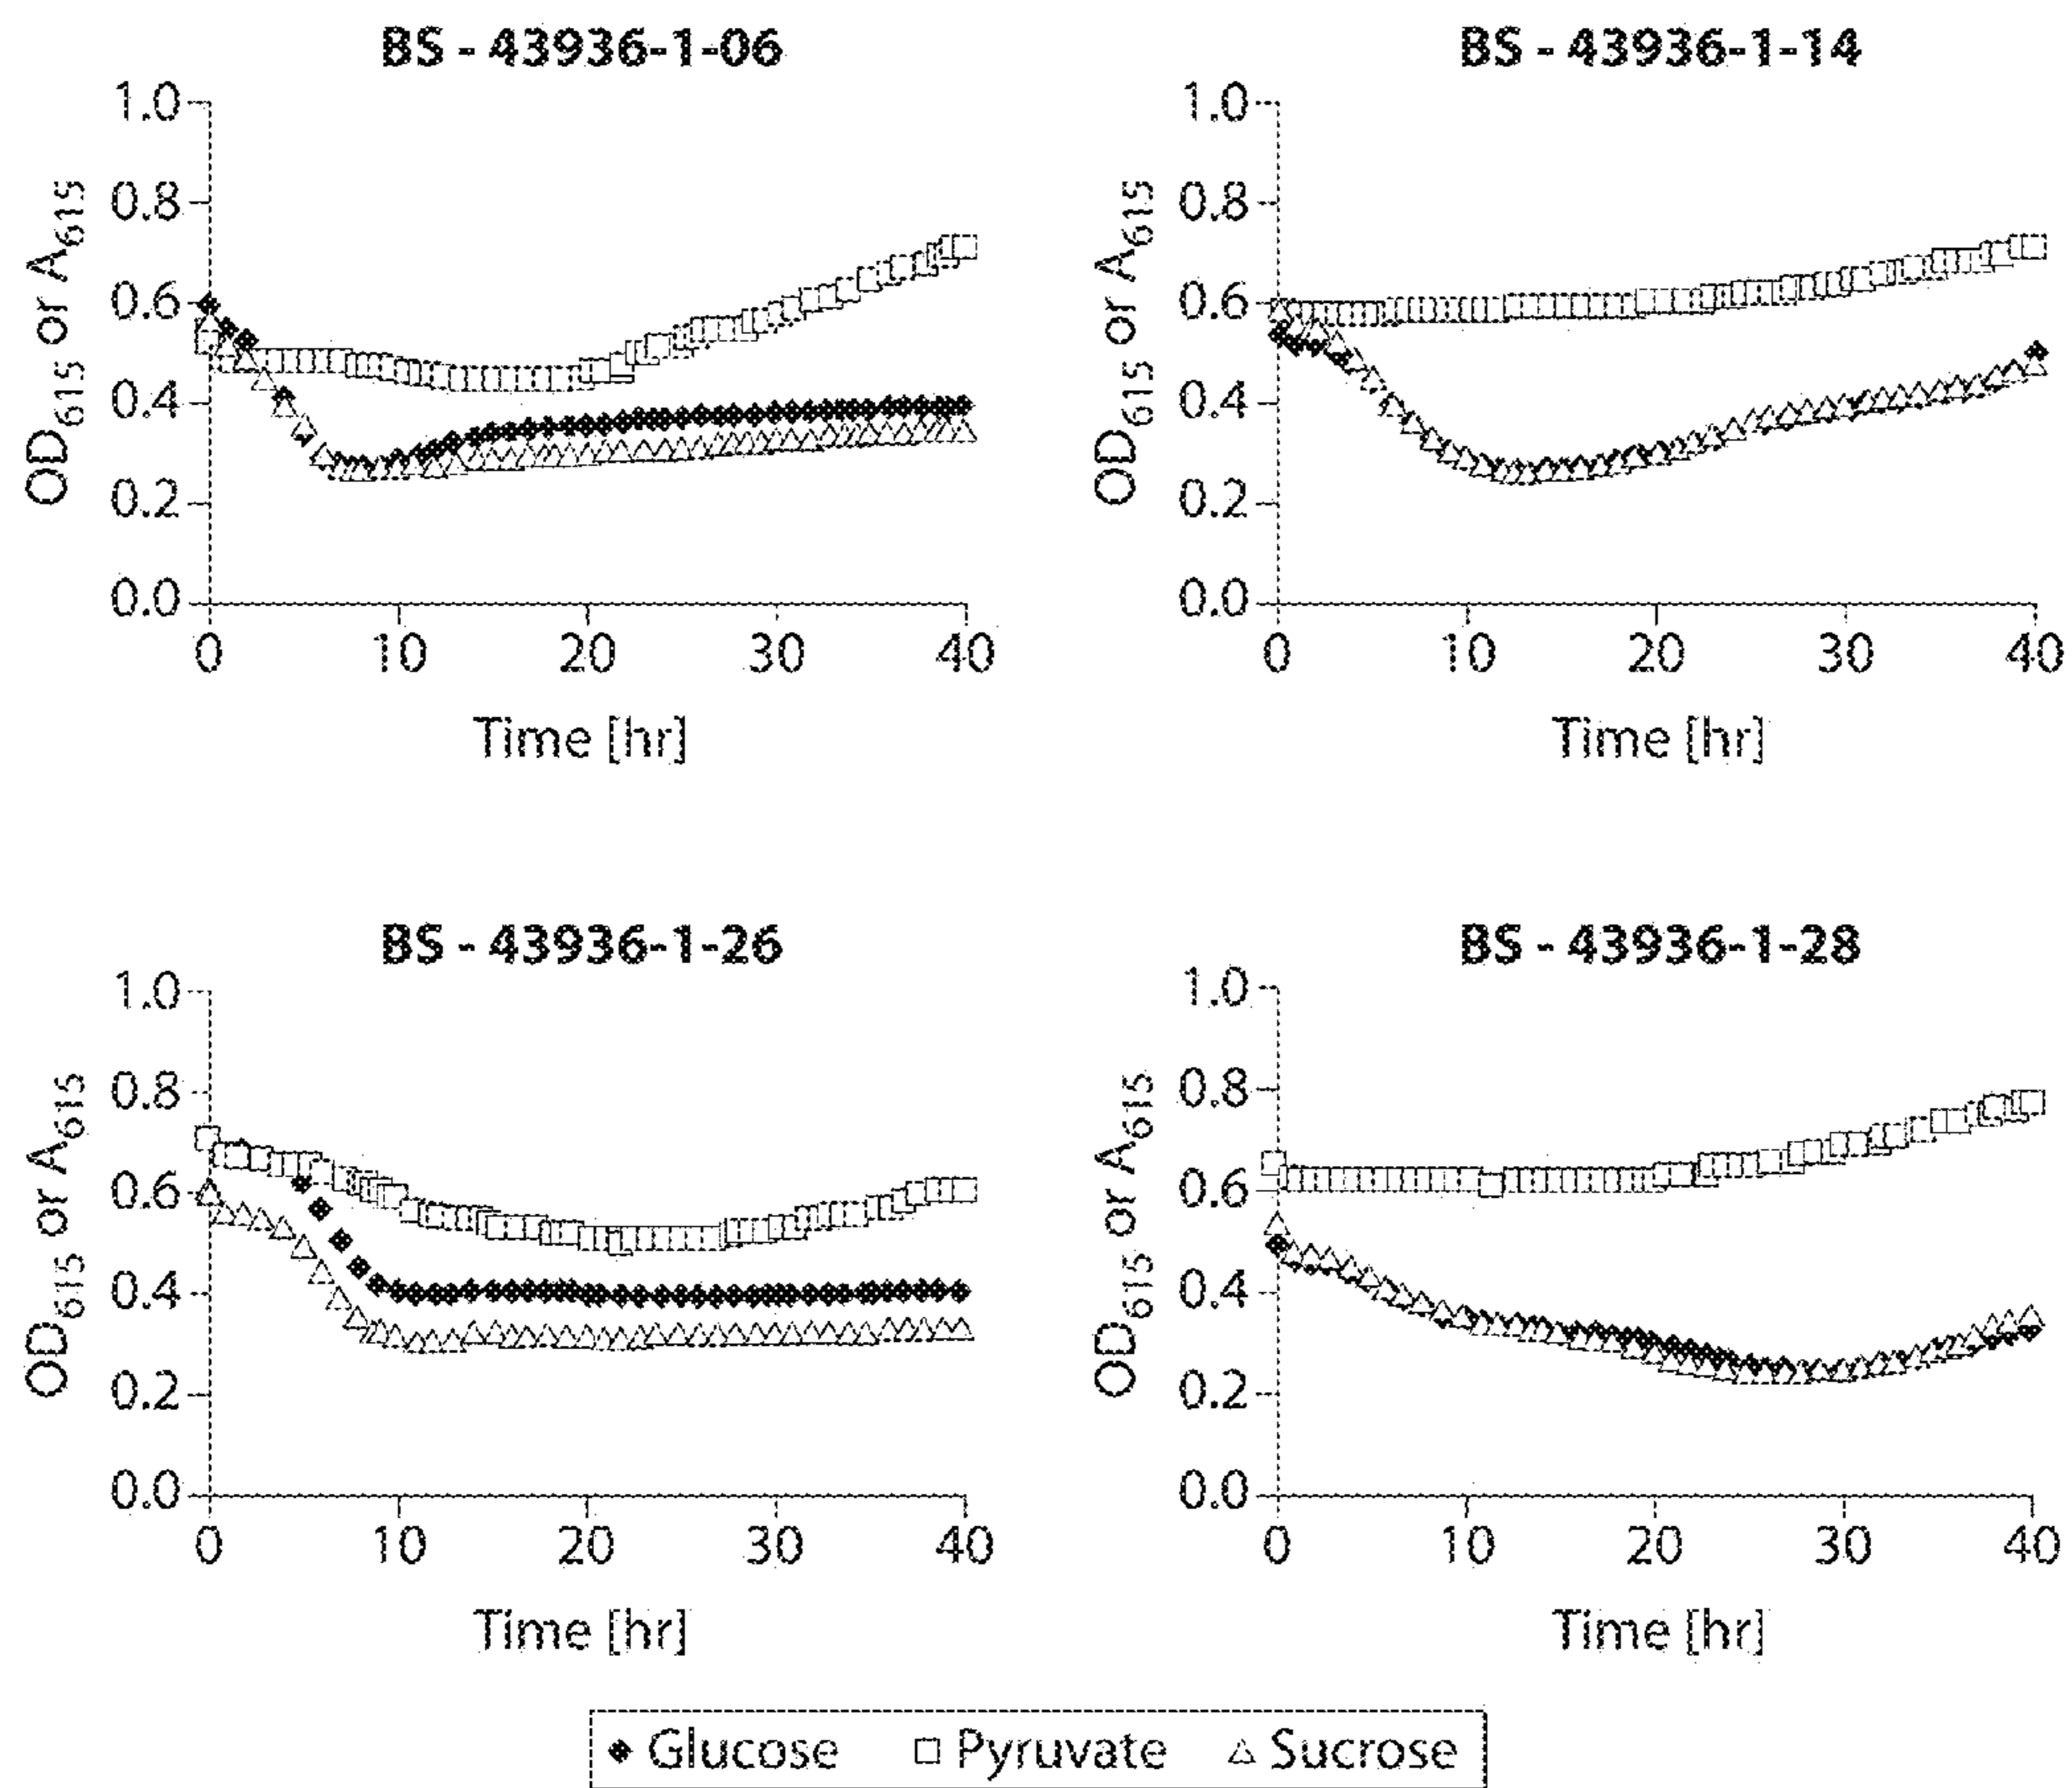 BS - 43936-1-06
1.0
0.8
0.6
0.4
0.2
0.0
OD615 or A615
0 10 20 30 40
Time [hr]
BS - 43936-1-14
1.0
0.8
0.6
0.4
0.2
0.0
OD615 or A615
0 10 20 30 40
Time [hr]
BS - 43936-1-26
1.0
0.8
0.6
0.4
0.2
0.0
OD615 or A615
0 10 20 30 40
Time [hr]
BS - 43936-1-28
1.0
0.8
0.6
0.4
0.2
0.0
OD615 or A615
0 10 20 30 40
Time [hr]
Glucose Pyruvate Sucrose